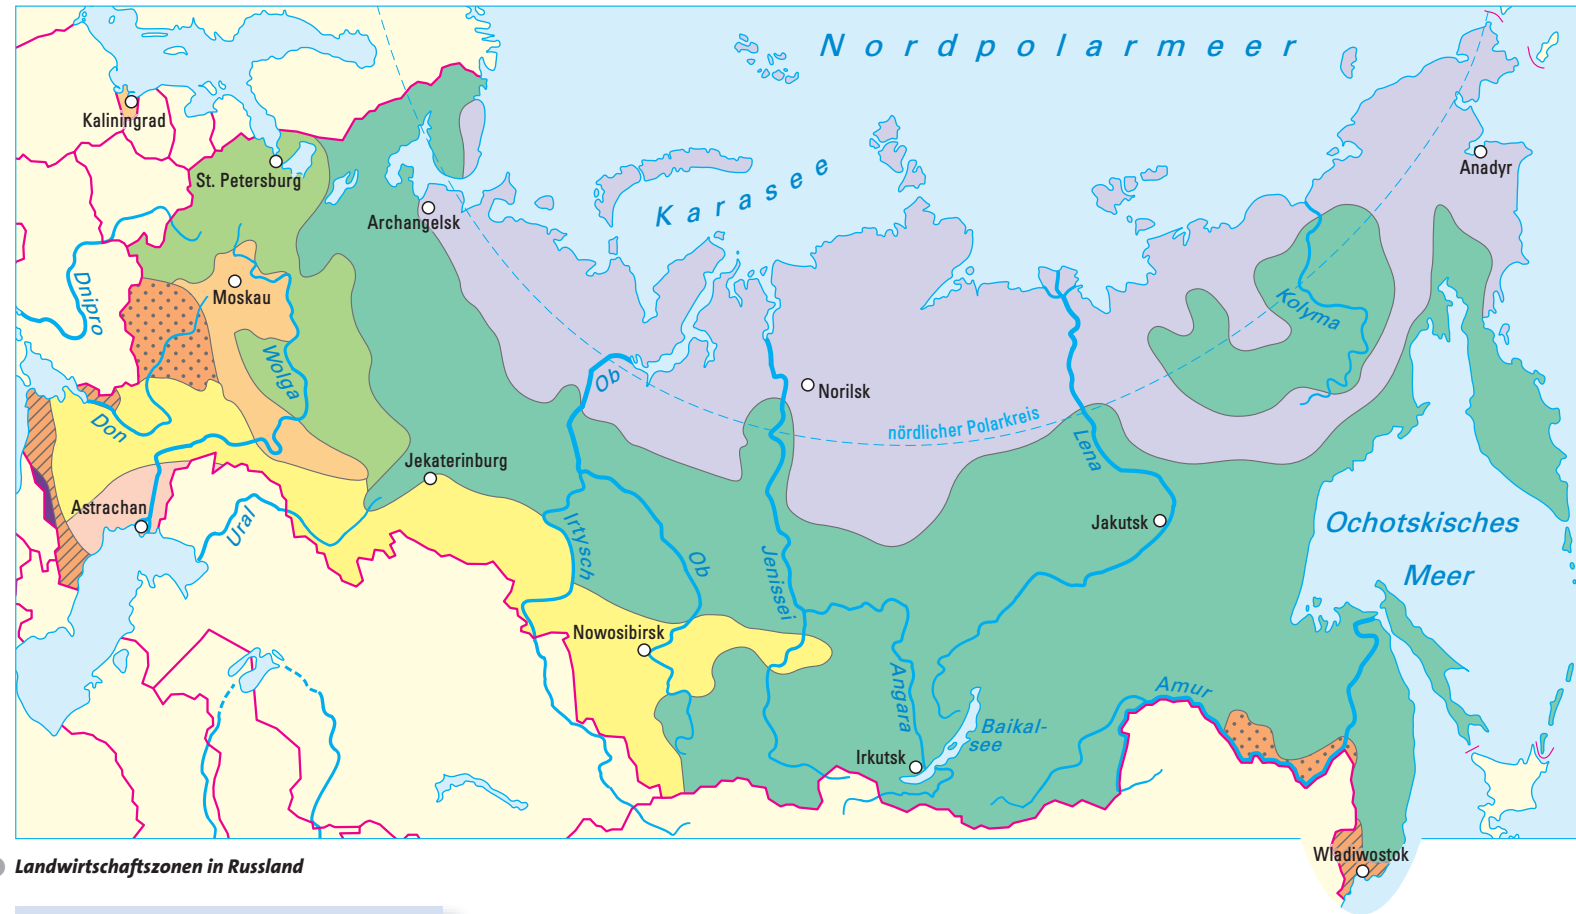 Nordpolarmeer
Kaliningrad
St. Petersburg
Karasee
Anadyr
Archangelsk
Dnipro
Moskau
Kolyma
Wolga
Ob
Norilsk
nördlicher Polarkreis
Don
Lena
Jekaterinburg
Astrachan
Ural
Irtysch
Ob
Jenissei
Jakutsk
Ochotskisches
Meer
Nowosibirsk
Angara
Amur
Baikal-
see
Irkutsk
Wladiwostok
Landwirtschaftszonen in Russland